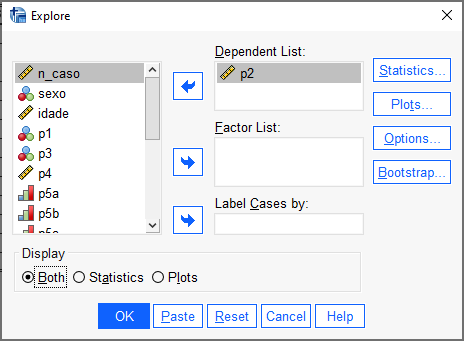 Explore
Dependent List:
n_caso
sexo
idade
p1
p3
p4
p5a
p5b
p2
Factor List:
Label Cases by:
Statistics...
Plots...
Options...
Bootstrap...
Display
Both
Statistics
Plots
OK
Paste
Reset
Cancel
Help